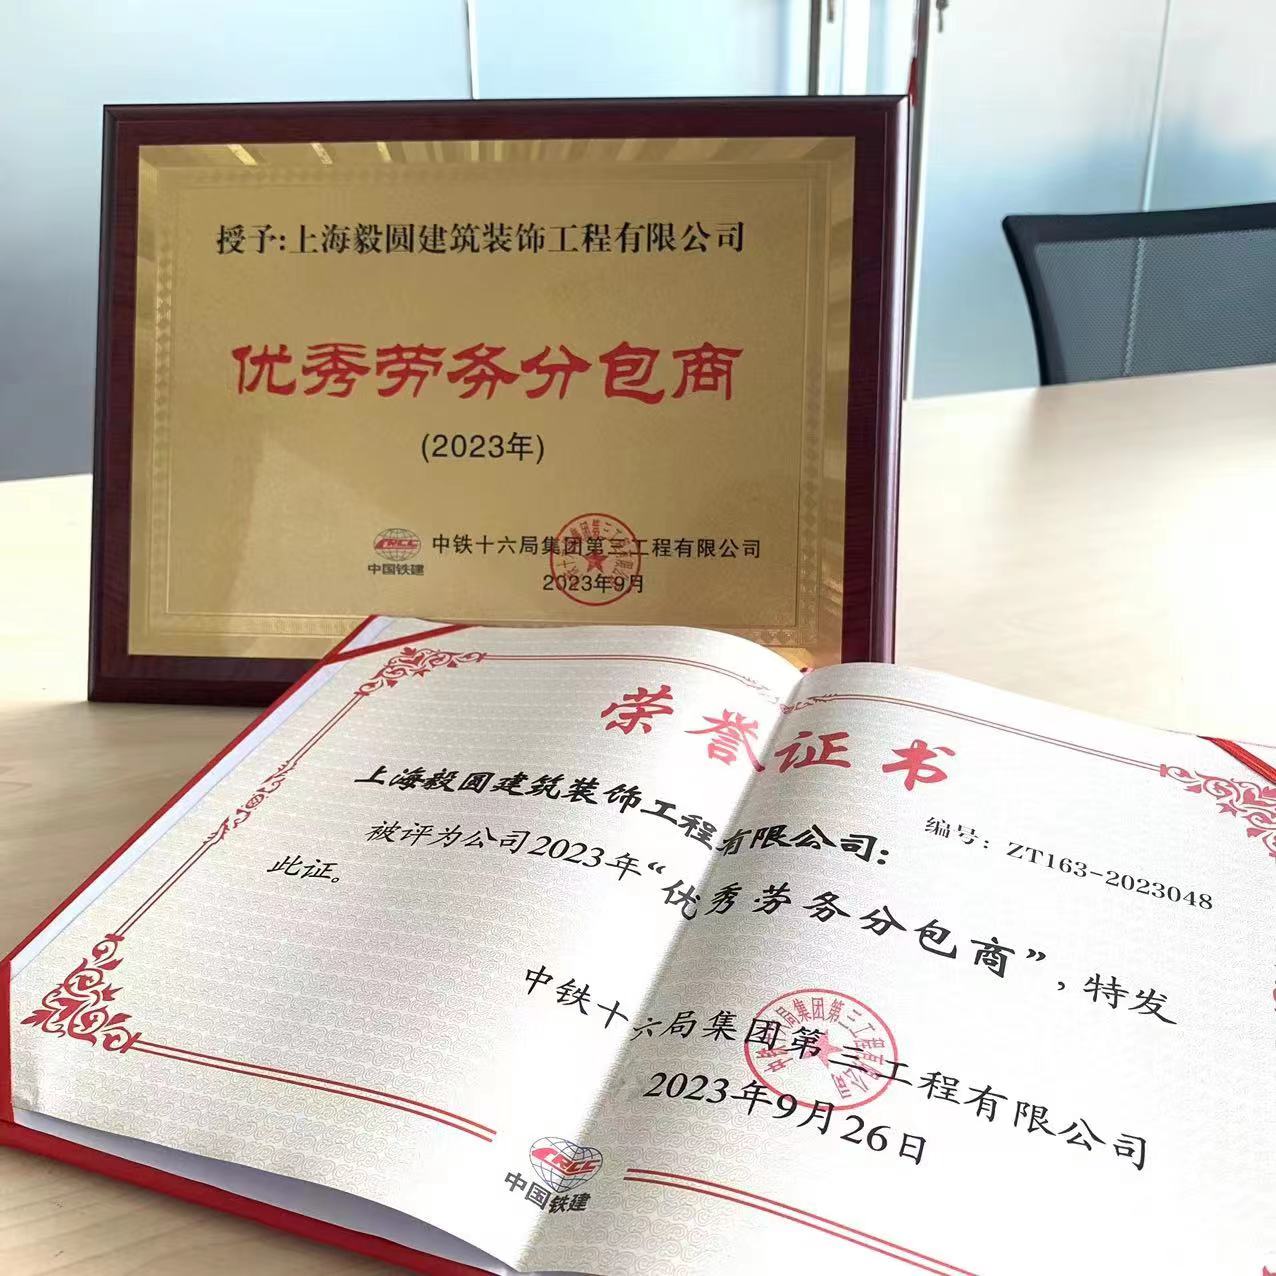 授予:上海毅圆建筑装饰工程有限公司
优秀劳务分包商
(2023年)
CRCC
中国铁建
中铁十六局集团第三工程有限公司
2023年9月
荣誉证书
编号：ZT163-2023048
上海毅圆建筑装饰工程有限公司：
被评为公司2023年“优秀劳务分包商”，特发
此证。
中铁十六局集团第三工程有限公司
2023年9月26日
CRCC
中国铁建